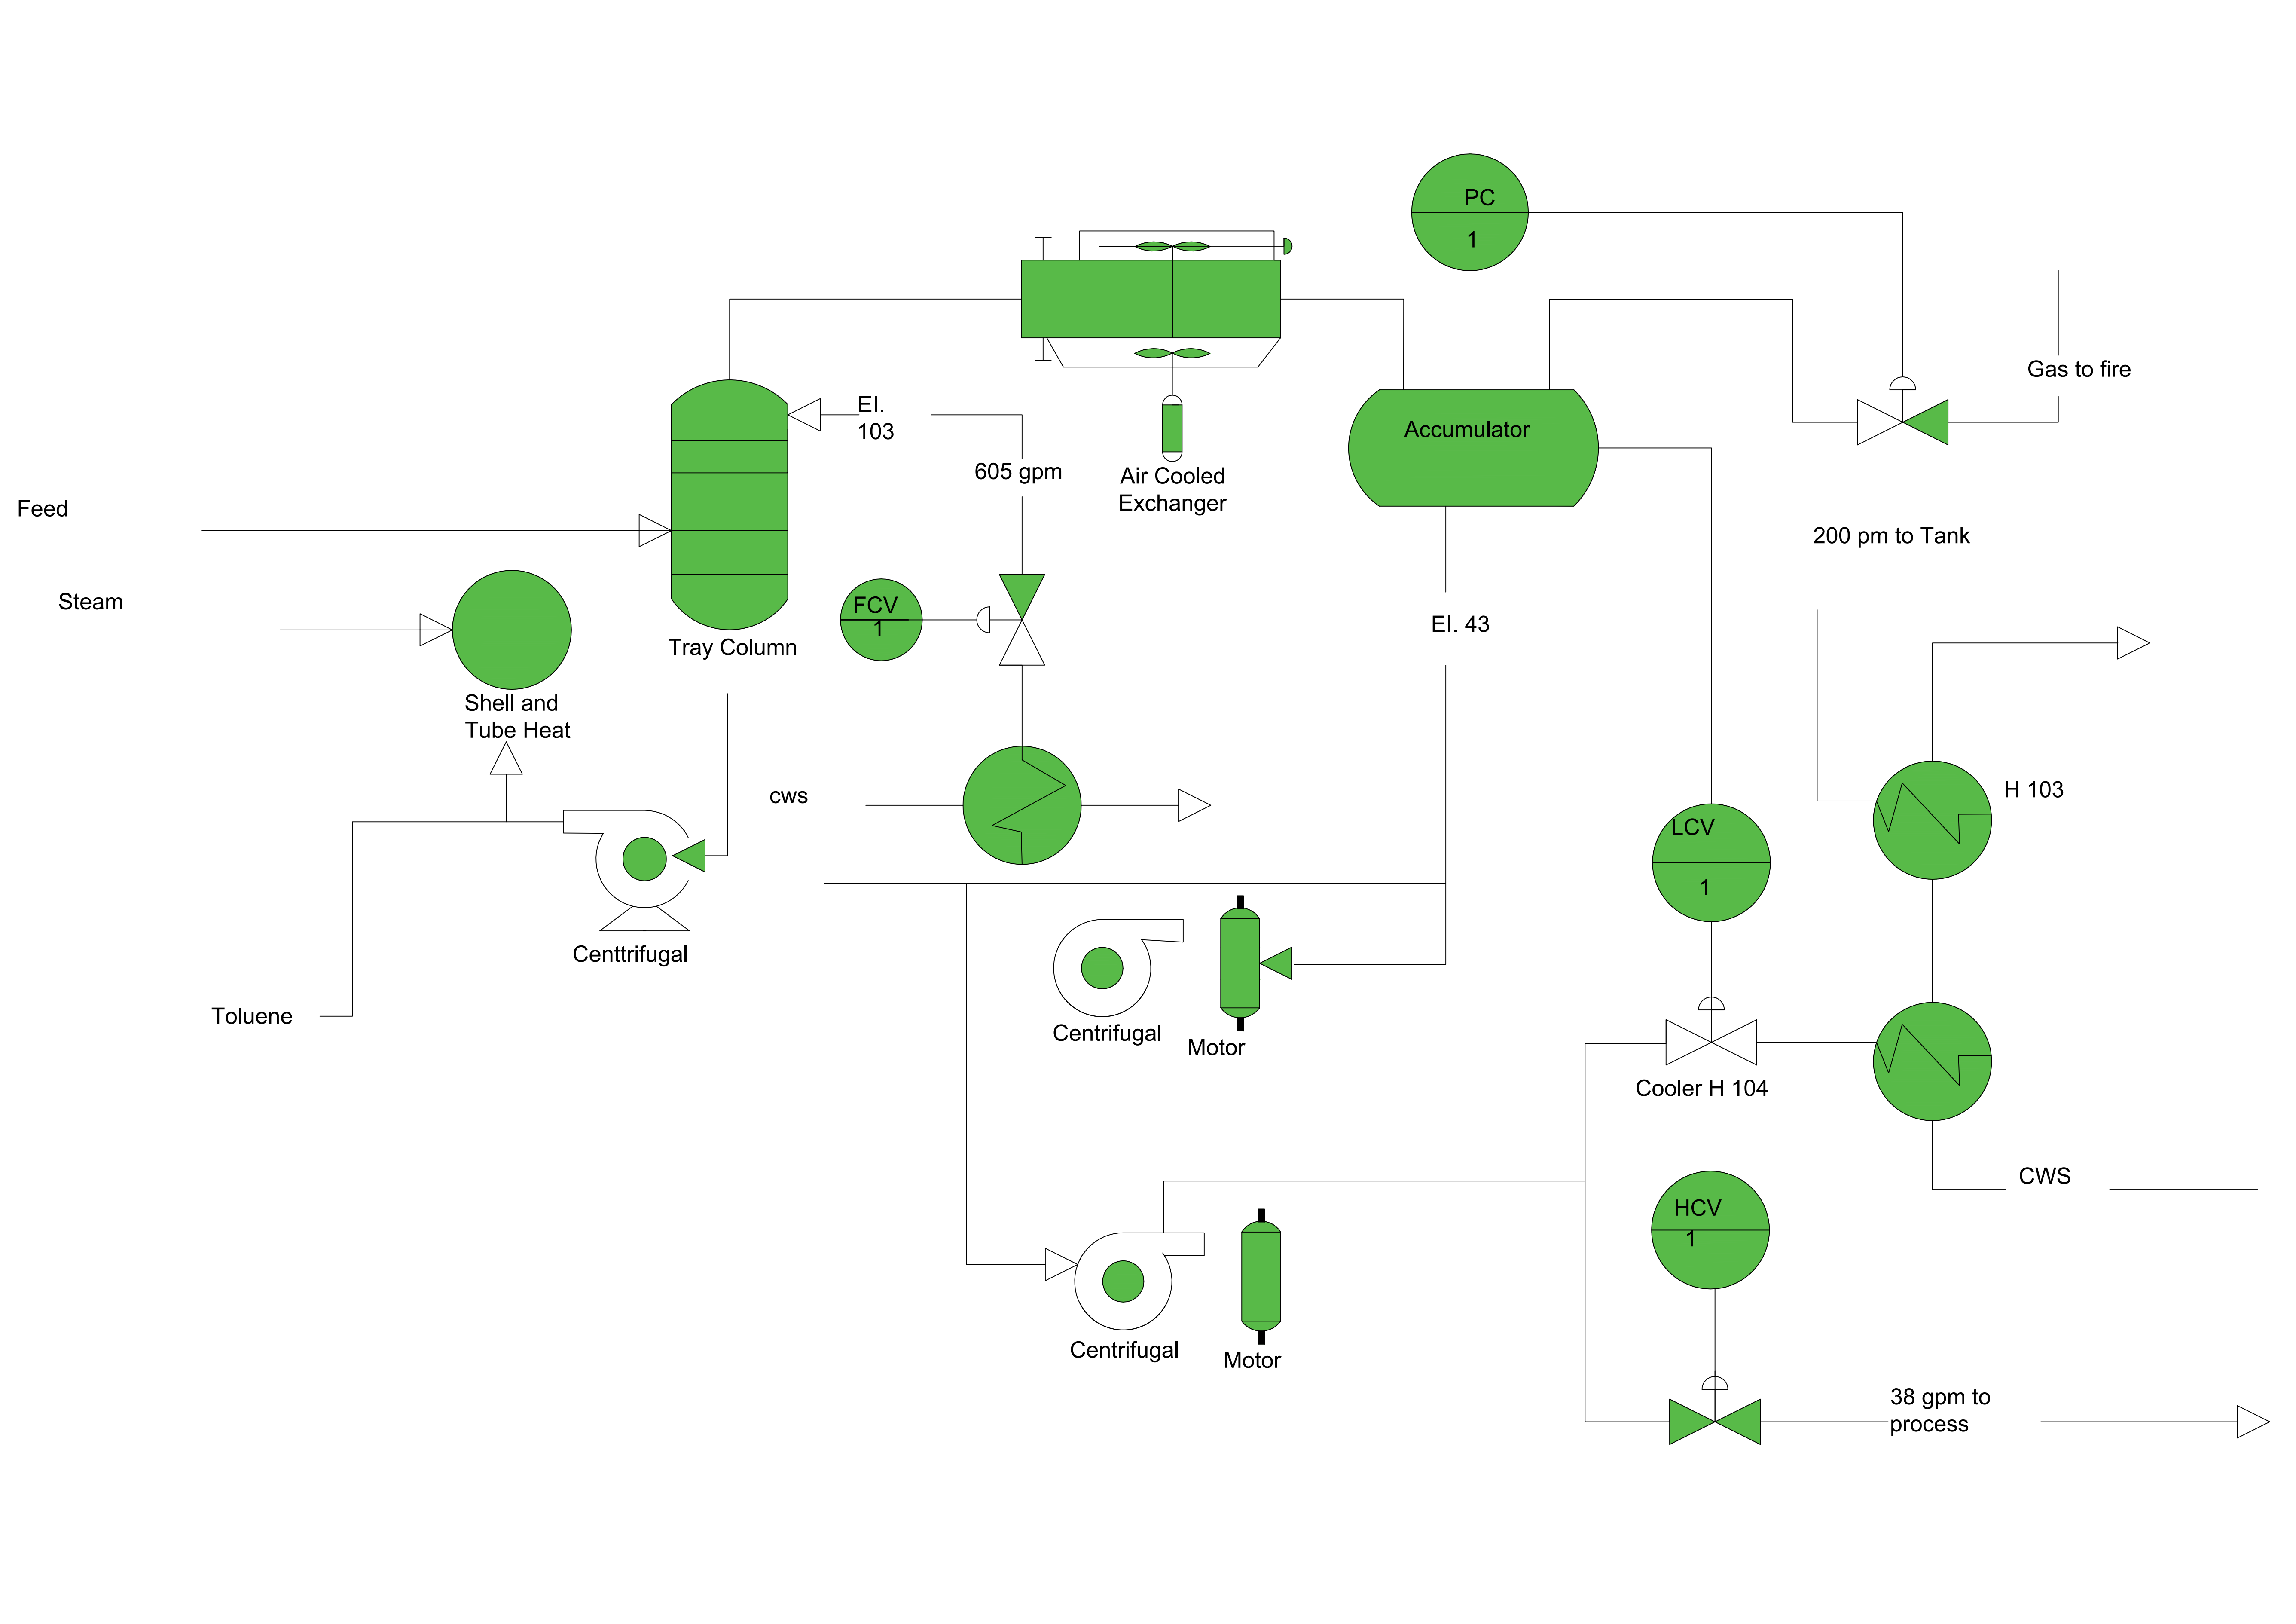 PC
1
Gas to fire
El.
103
605 gpm
Air Cooled
Exchanger
Accumulator
Feed
200 pm to Tank
Steam
FCV
1
El. 43
Tray Column
Shell and
Tube Heat
cws
H 103
LCV
1
Centtrifugal
Toluene
Centrifugal
Motor
Cooler H 104
CWS
HCV
1
Centrifugal
Motor
38 gpm to
process